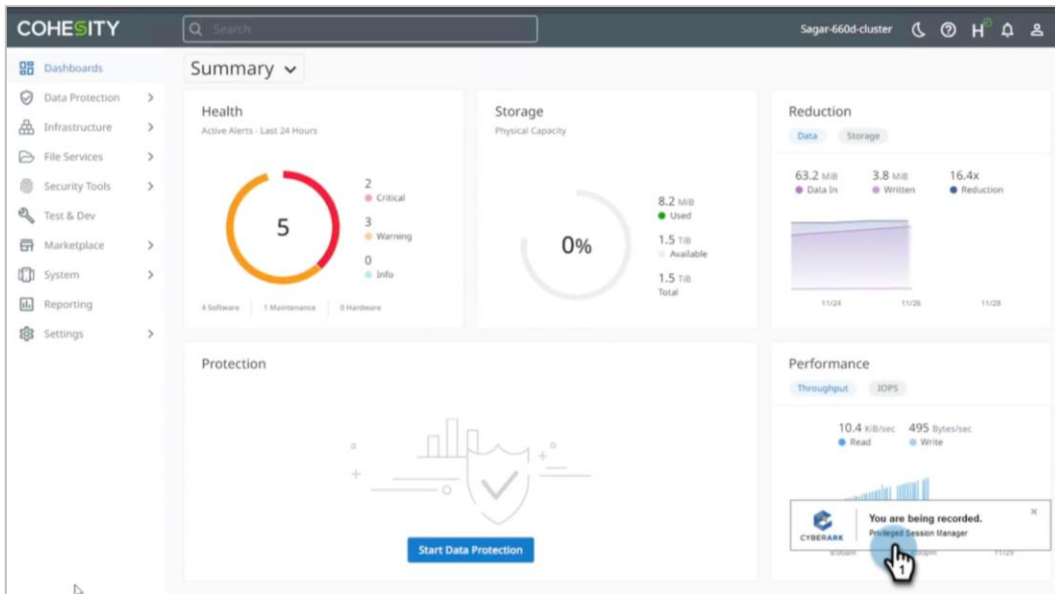 COHESITY
Search
Sagar-660d-cluster
H
Dashboards
Data Protection
Infrastructure
File Services
Security Tools
Test & Dev
Marketplace
System
Reporting
Settings
Summary
Health
Active Alerts - Last 24 Hours
5
2
Critical
3
Warning
0
Info
4 Software
1 Maintenance
0 Hardware
Storage
Physical Capacity
0%
8.2 MiB
Used
1.5 TiB
Available
1.5 TiB
Total
Reduction
Data Storage
63.2 MiB 3.8 MiB 16.4x
Data In Written Reduction
11/24 11/26 11/28
Protection
Start Data Protection
Performance
Throughput IOPS
10.4 KiB/sec 495 Bytes/sec
Read Write
CYBERARK
You are being recorded.
Privileged Session Manager
1
8:00am 11/29